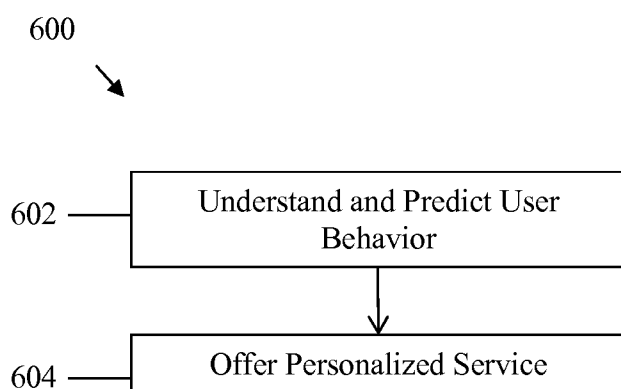 600
602
Understand and Predict User
Behavior
604
Offer Personalized Service